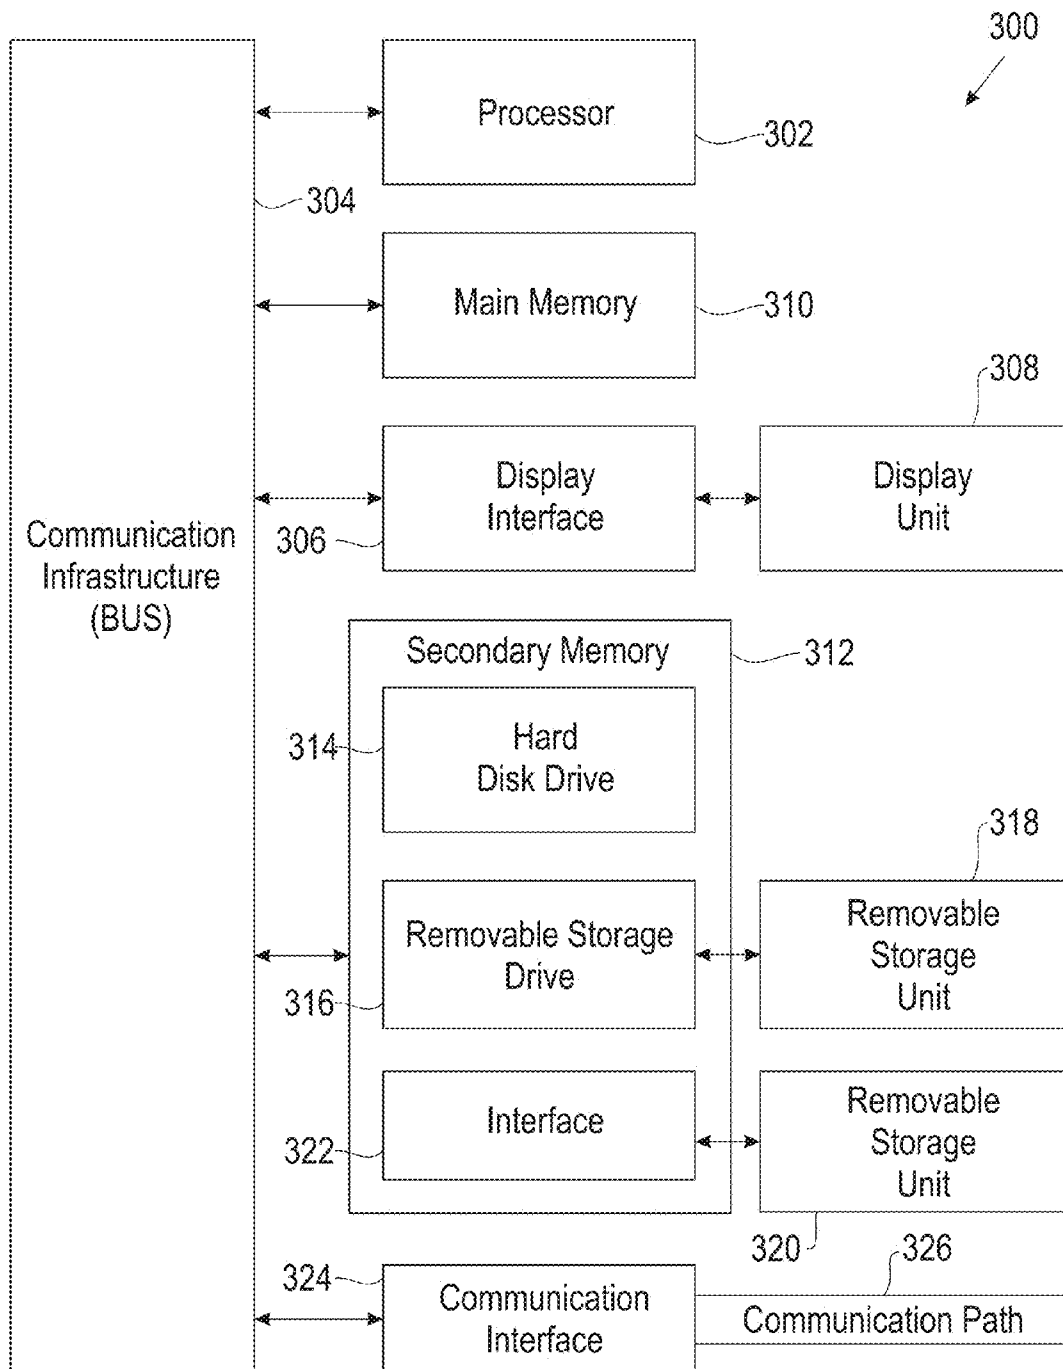 300
Processor
302
304
Main Memory
310
308
Display
Interface
Display
Unit
306
Communication
Infrastructure
(BUS)
Secondary Memory
312
314
Hard
Disk Drive
318
Removable Storage
Drive
Removable
Storage
Unit
316
Interface
Removable
Storage
Unit
322
320
326
324
Communication
Interface
Communication Path